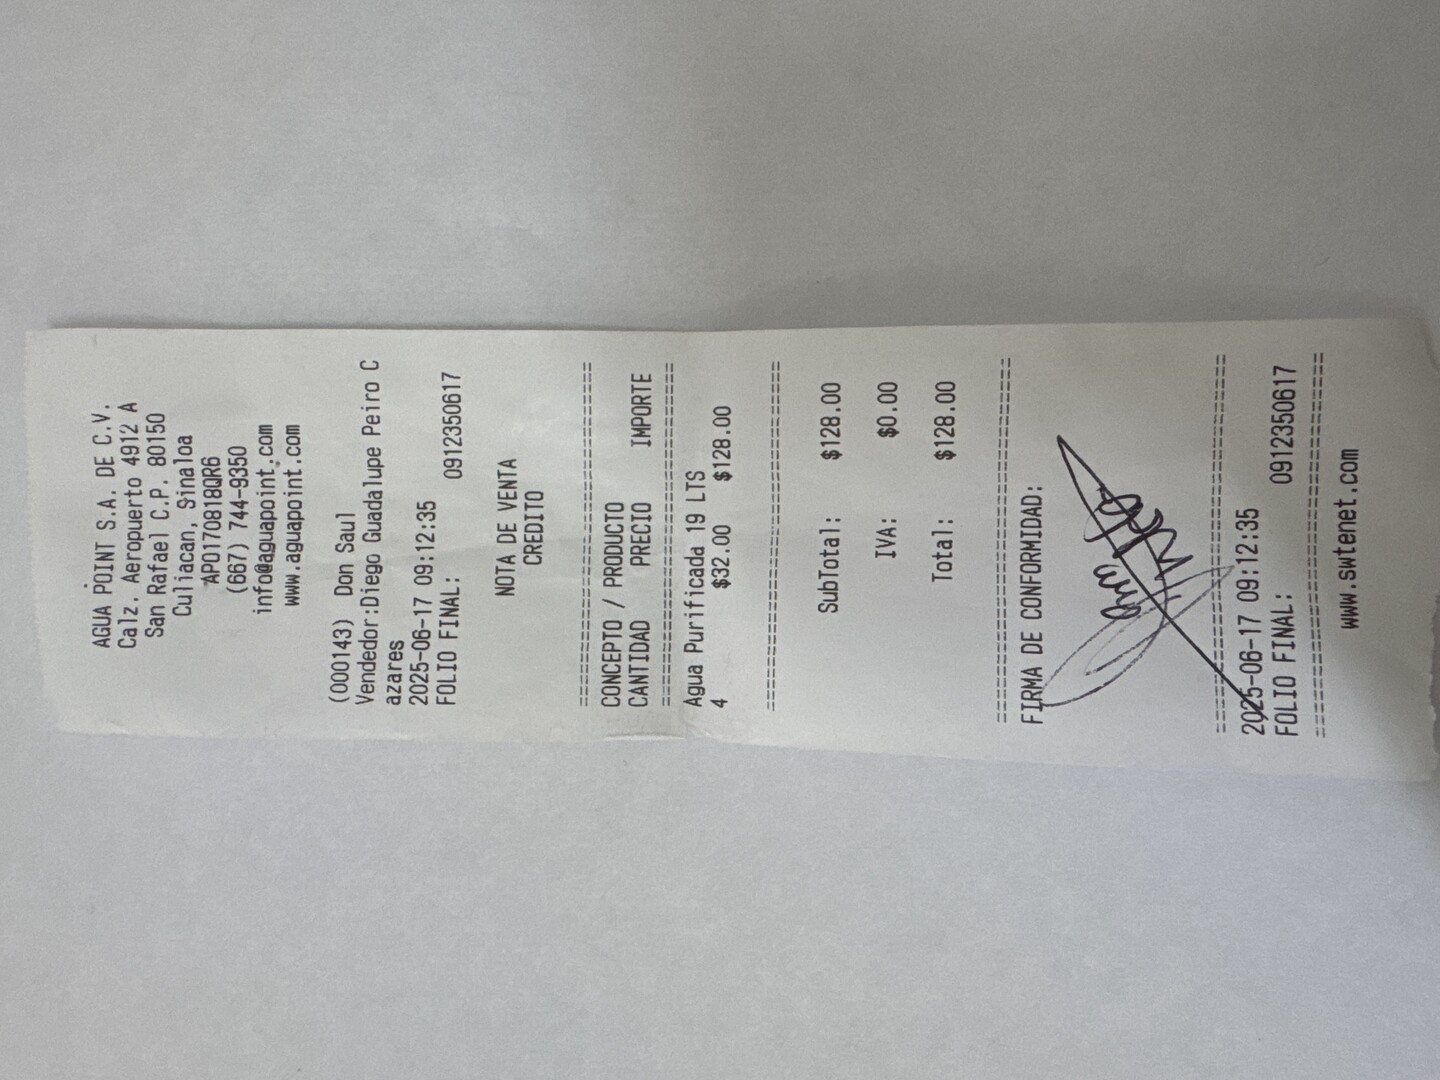 AGUA POINT S.A. DE C.V.
Calz. Aeropuerto 4912 A
San Rafael C.P. 80150
Culiacan, Sinaloa
APO170818QR6
(667) 744-9350
info@aguapoint.com
www.aguapoint.com
(000143) Don Saul
Vendedor:Diego Guadalupe Peiro C
azares
2025-06-17 09:12:35
FOLIO FINAL: 0912350617
NOTA DE VENTA
CREDITO
CONCEPTO / PRODUCTO
CANTIDAD PRECIO IMPORTE
Agua Purificada 19 LTS
4 $32.00 $128.00
SubTotal: $128.00
IVA: $0.00
Total: $128.00
FIRMA DE CONFORMIDAD:
2025-06-17 09:12:35
FOLIO FINAL: 0912350617
www.swtenet.com